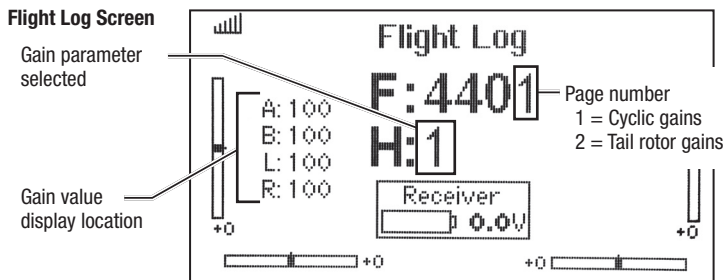 Flight Log Screen
Gain parameter
selected
Gain value
display location
Flight Log
F:4401
H:1
A: 100
B: 100
L: 100
R: 100
Receiver
0.0V
+0
+0
+0
+0
Page number
1 = Cyclic gains
2 = Tail rotor gains